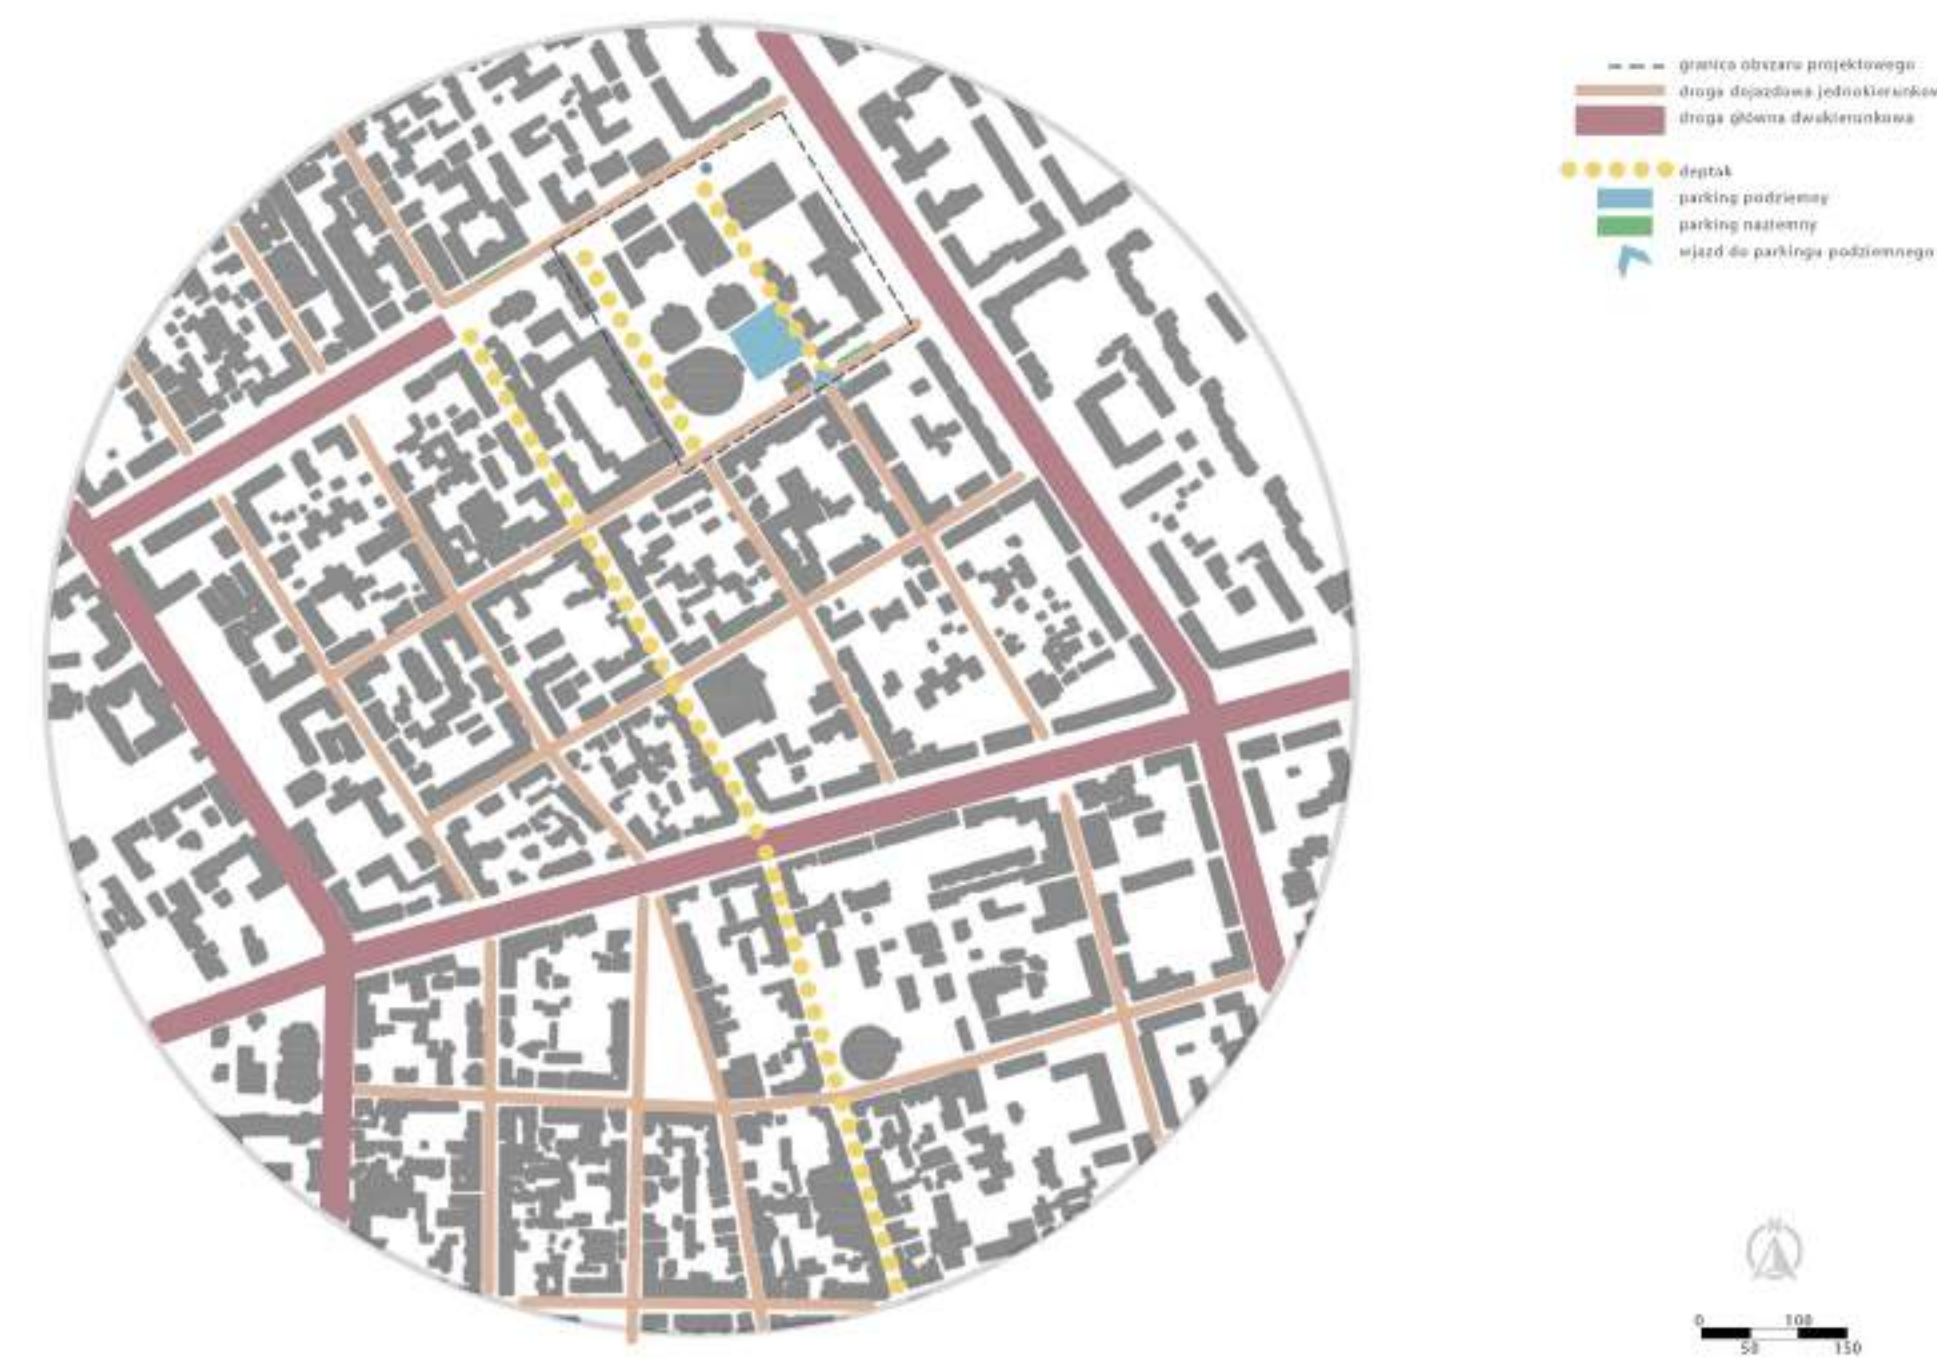 granica obszaru projektowego
droga dojazdowa jednokierunkow
droga główna dwukierunkowa
deptak
parking podziemny
parking naziemny
wjazd do parkingu podziemnego
N
0 100
50 150